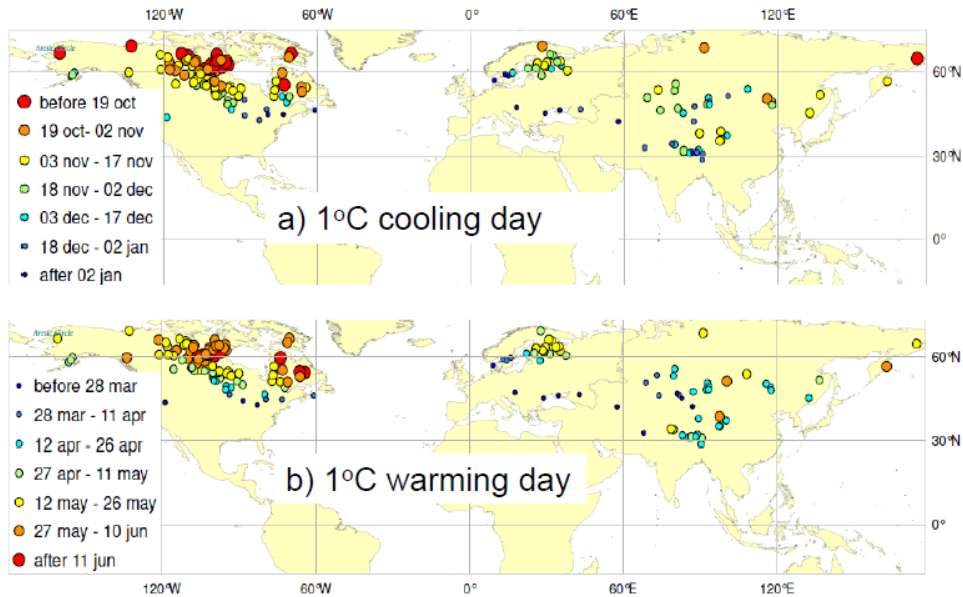 120°W 60°W 0° 60°E 120°E
Arctic Circle
60°N
before 19 oct
19 oct- 02 nov
03 nov - 17 nov
18 nov - 02 dec
30°N
03 dec - 17 dec
a) 1°C cooling day
18 dec - 02 jan
0°
after 02 jan
120°W 60°W
Arctic Circle
60°N
before 28 mar
28 mar - 11 apr
12 apr - 26 apr
30°N
27 apr - 11 may
b) 1°C warming day
12 may - 26 may
27 may - 10 jun
0°
after 11 jun
120°W 60°W 0° 60°E 120°E